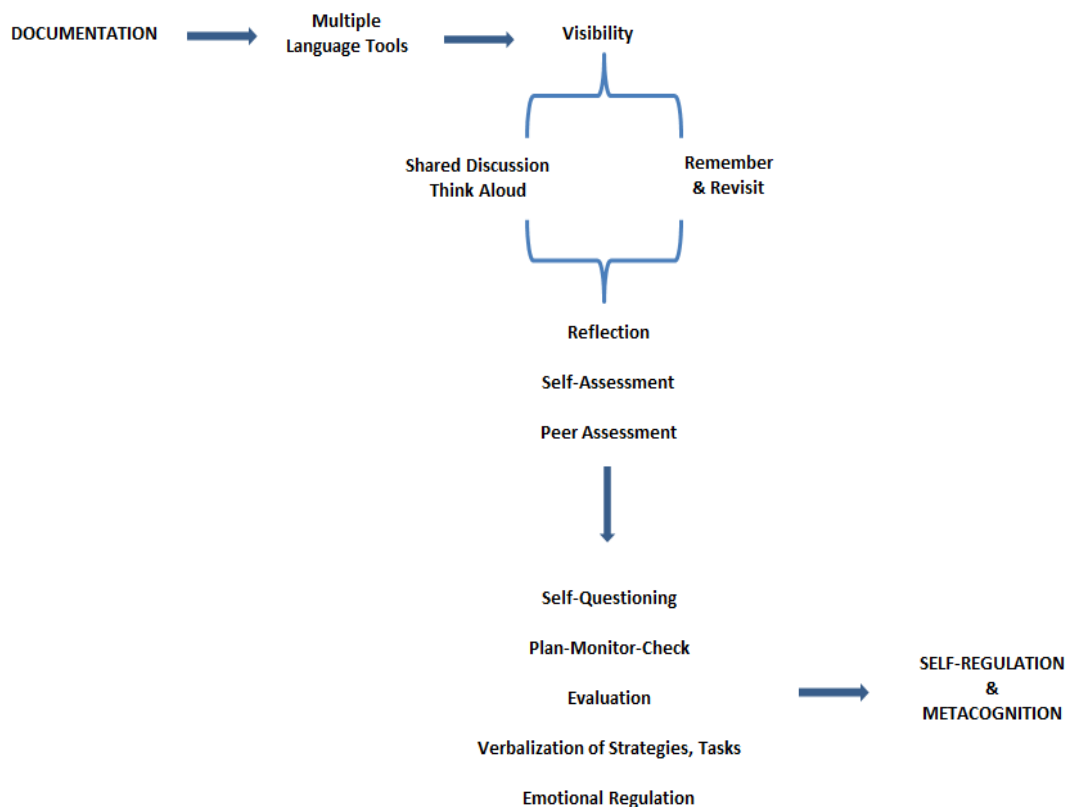 DOCUMENTATION
Multiple
Language Tools
Visibility
Shared Discussion
Think Aloud
Remember
& Revisit
Reflection
Self-Assessment
Peer Assessment
Self-Questioning
Plan-Monitor-Check
Evaluation
Verbalization of Strategies, Tasks
Emotional Regulation
SELF-REGULATION
&
METACOGNITION